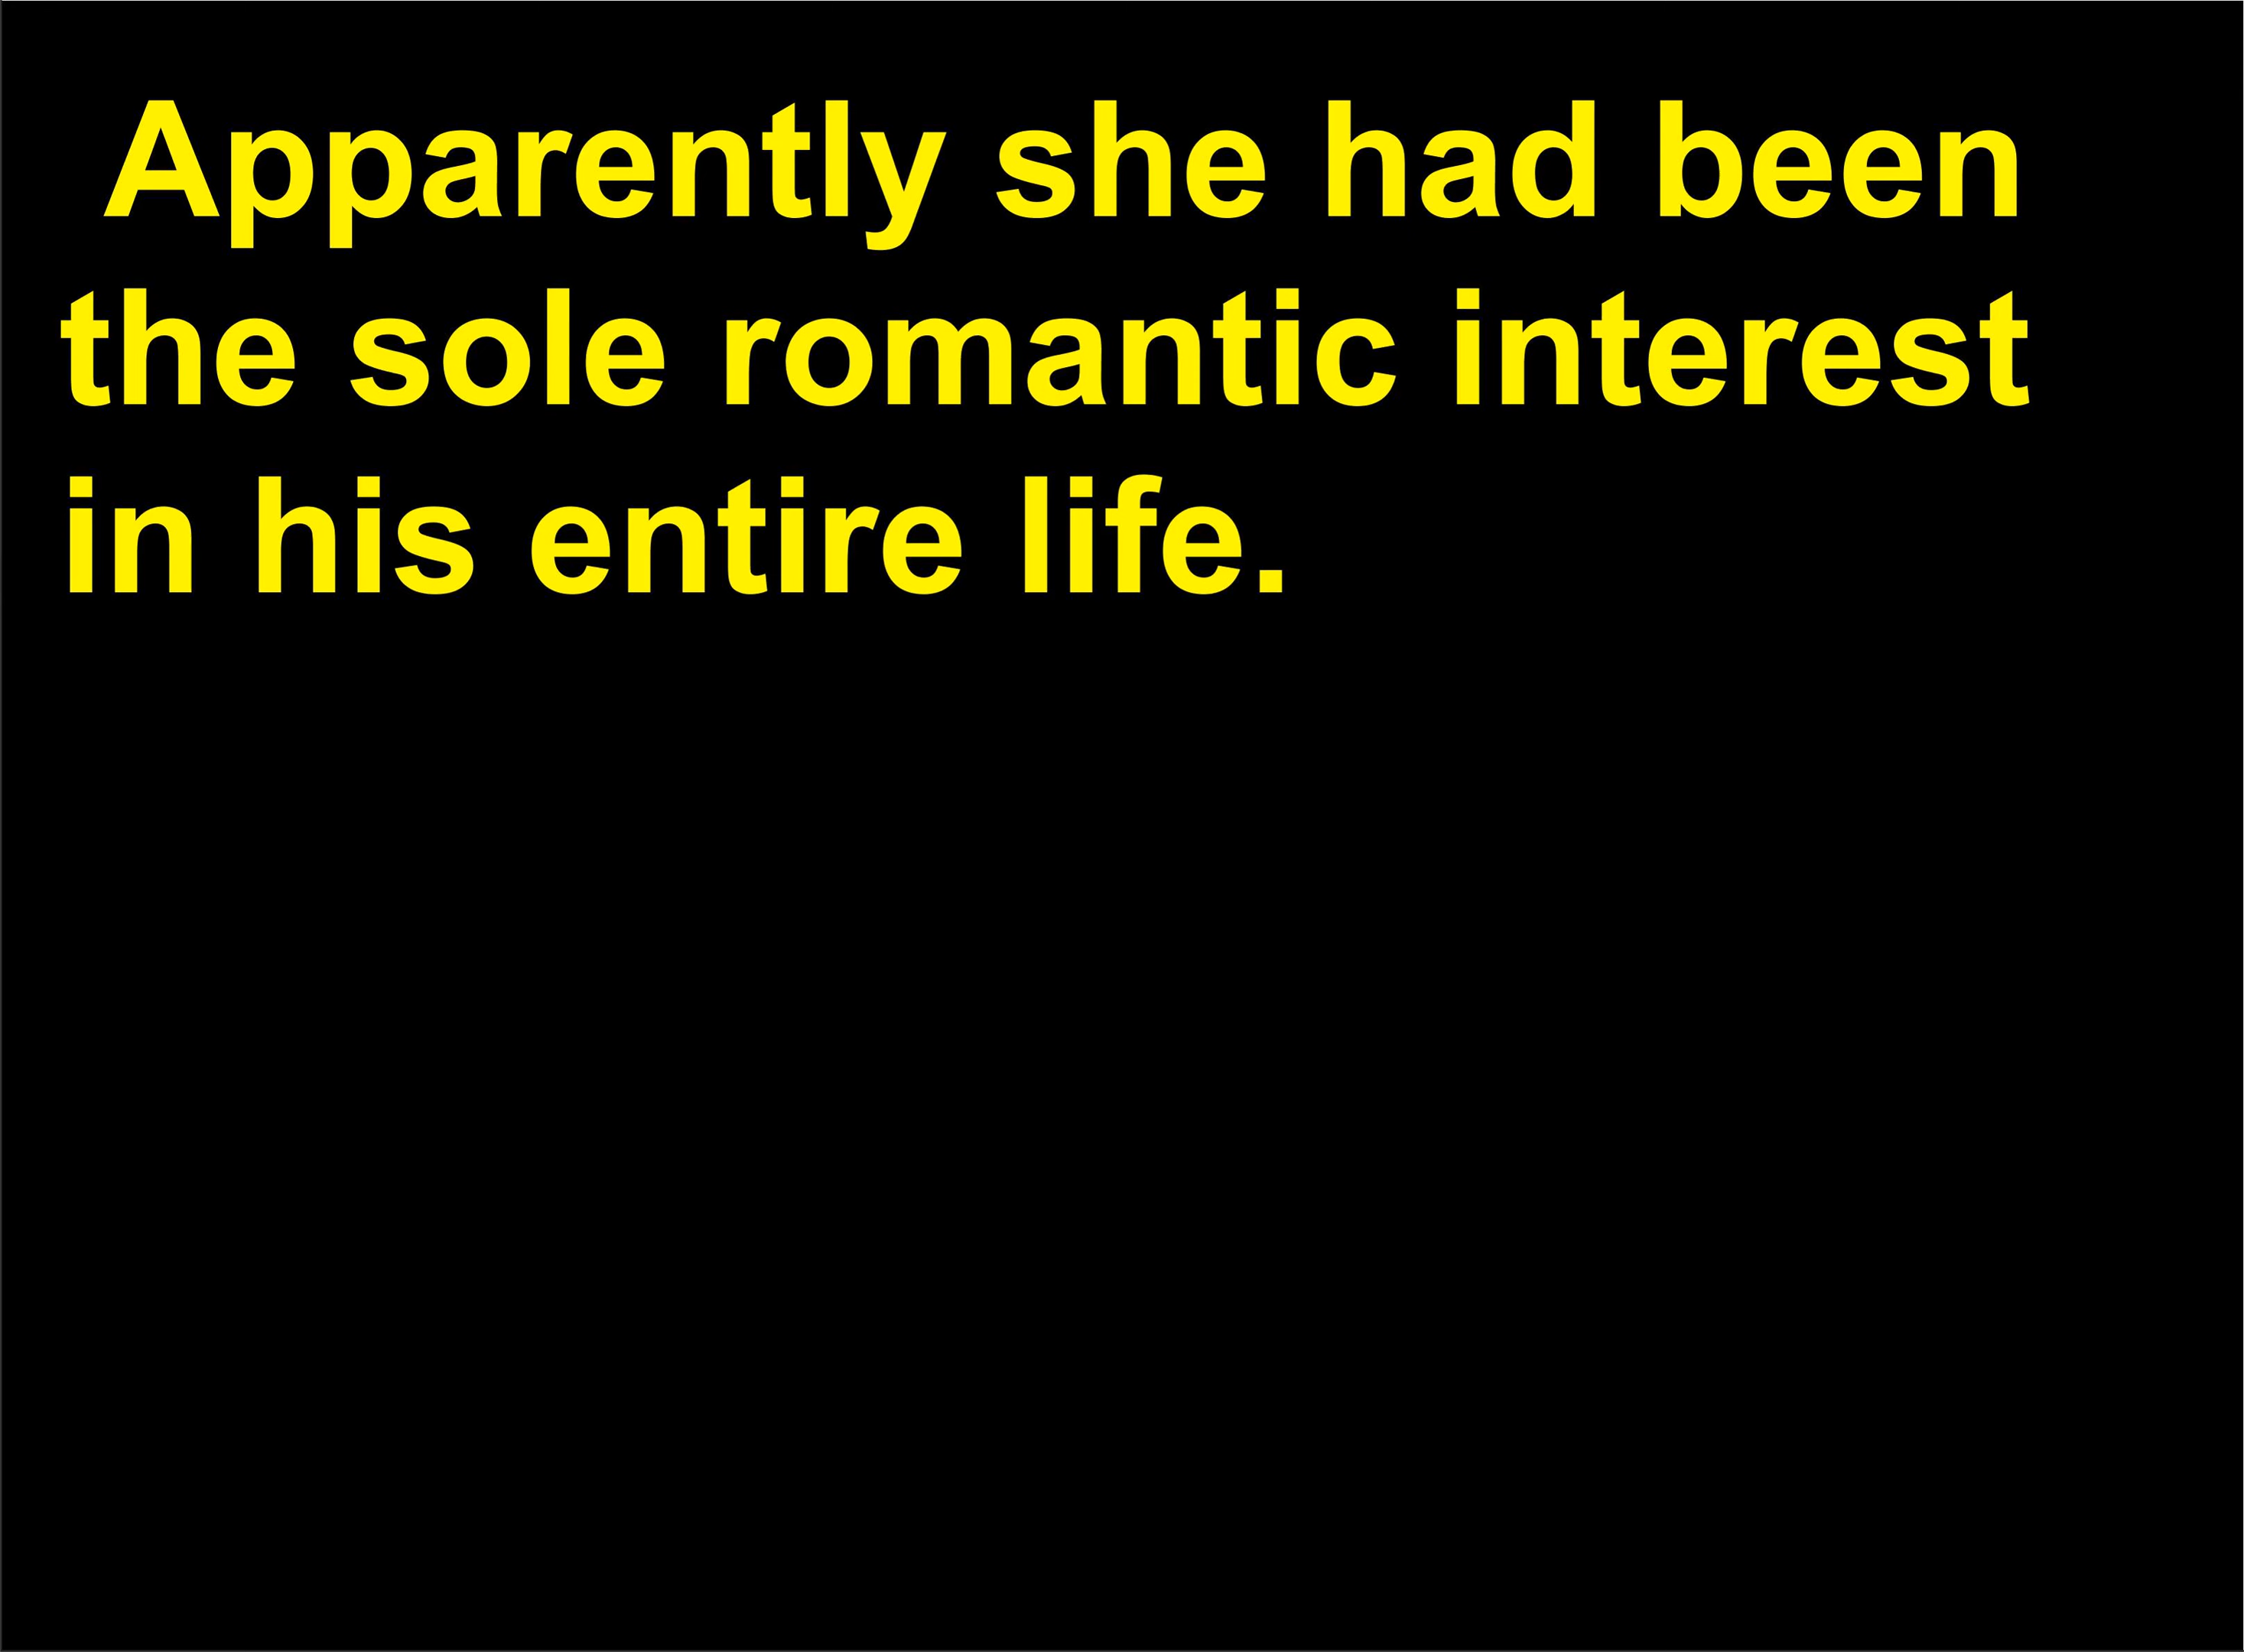 Apparently she had been
the sole romantic interest
in his entire life.